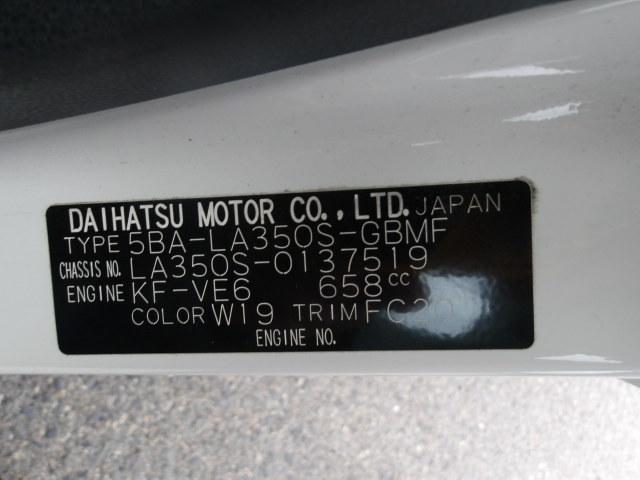 DAIHATSU MOTOR CO., LTD. JAPAN
TYPE 5BA-LA350S-GBMF
CHASSIS NO. LA350S-0137519
ENGINE KF-VE6 658cc
COLOR W19 TRIM
ENGINE NO.